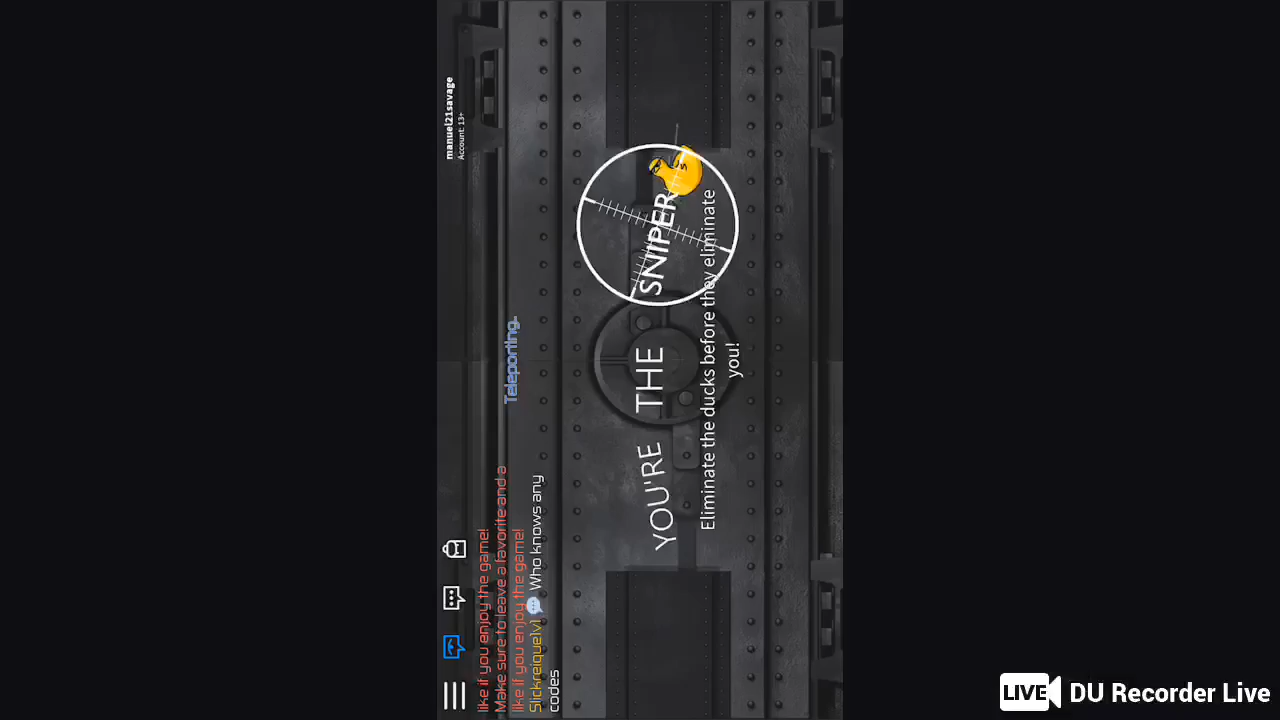 manuel21savage
Account: 13+
like if you enjoy the game!
Make sure to leave a favorite and a
like if you enjoy the game!
Slickreique1v1 💬 Who knows any
codes
Teleporting..
YOU'RE THE SNIPER
S
Eliminate the ducks before they eliminate
you!
LIVE DU Recorder Live